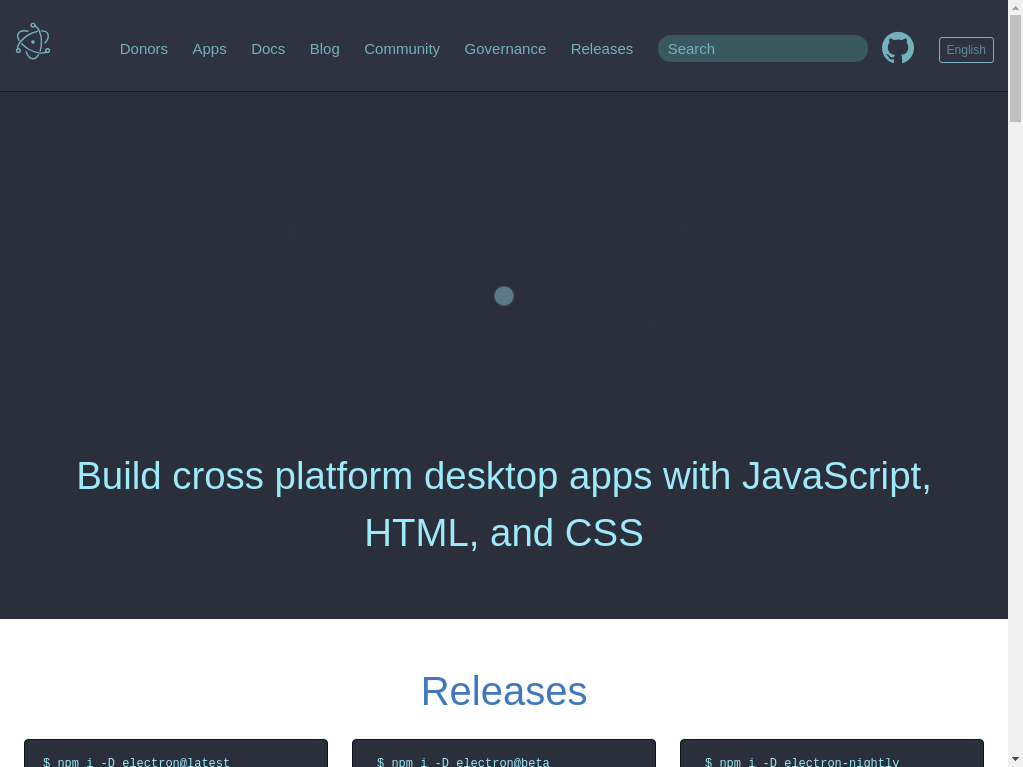 Donors Apps Docs Blog Community Governance Releases Search English
Build cross platform desktop apps with JavaScript,
HTML, and CSS
Releases
$ npm i -D electron@latest
$ npm i -D electron@beta
$ npm i -D electron-nightly